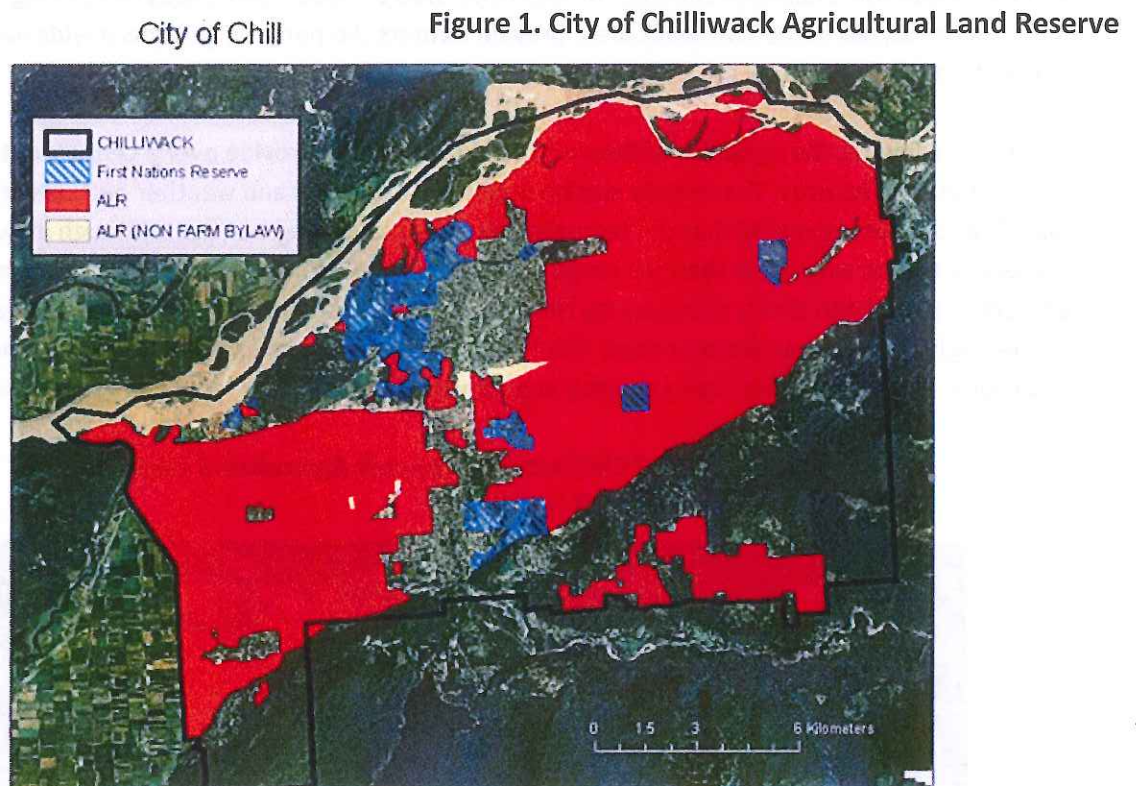 Figure 1. City of Chilliwack Agricultural Land Reserve
City of Chill
CHILLIWACK
First Nations Reserve
ALR
ALR (NON FARM BYLAW)
0 1.5 3 6 Kilometers